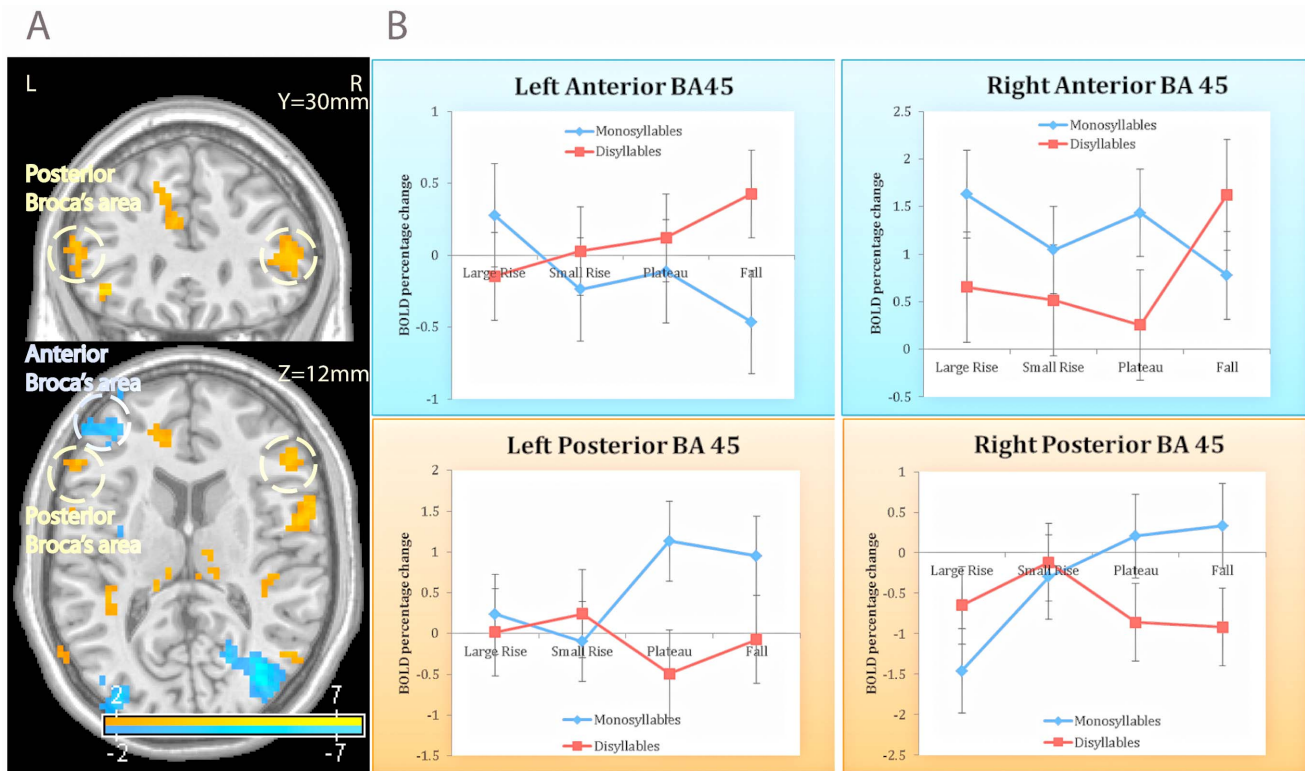 A
B
L
R
Y=30mm
Posterior
Broca's area
Anterior
Broca's area
Z=12mm
Posterior
Broca's area
2
7
-2
-7
Left Anterior BA45
Monosyllables
Disyllables
BOLD percentage change
1
0.5
0
-0.5
-1
Large Rise
Small Rise
Plateau
Fall
Right Anterior BA 45
Monosyllables
Disyllables
BOLD percentage change
2.5
2
1.5
1
0.5
0
-0.5
Large Rise
Small Rise
Plateau
Fall
Left Posterior BA 45
BOLD percentage change
2
1.5
1
0.5
0
-0.5
-1
-1.5
Large Rise
Small Rise
Plateau
Fall
Monosyllables
Disyllables
Right Posterior BA 45
BOLD percentage change
1
0.5
0
-0.5
-1
-1.5
-2
-2.5
Large Rise
Small Rise
Plateau
Fall
Monosyllables
Disyllables